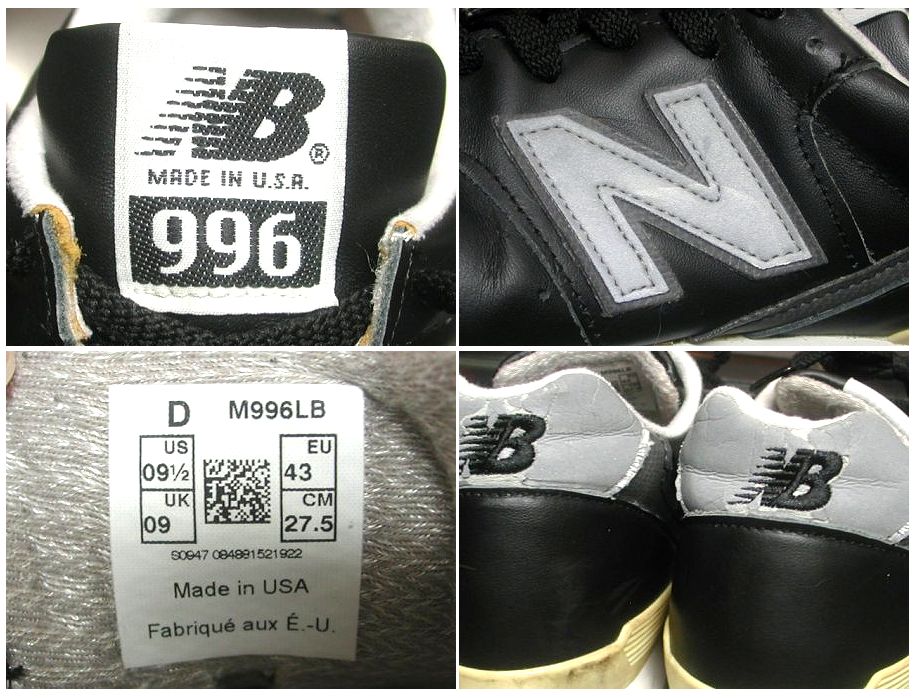 NB®
MADE IN U.S.A.
996
N
D M996LB
US
09½
UK
09
EU
43
CM
27.5
S0947 084891521922
Made in USA
Fabriqué aux É.-U.
NB
NB